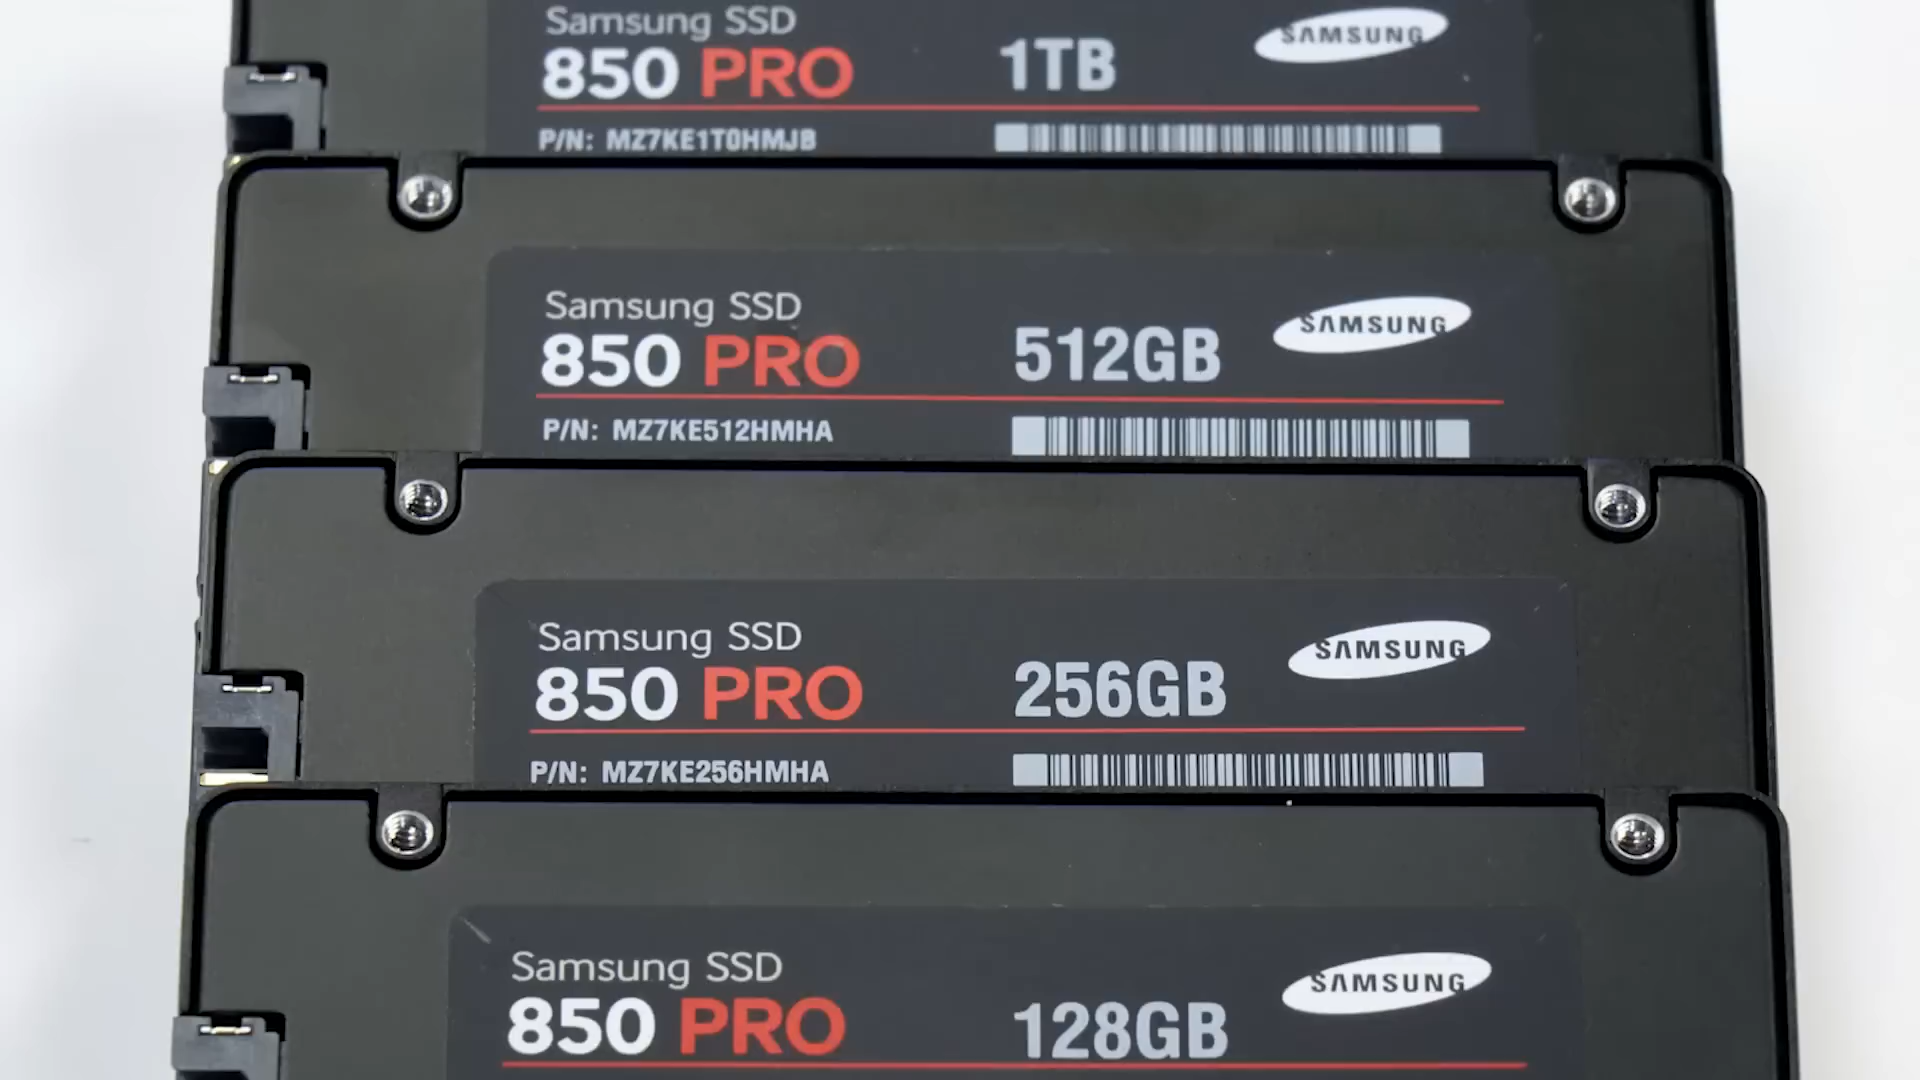 Samsung SSD
850 PRO 1TB SAMSUNG
P/N: MZ7KE1T0HMJB
Samsung SSD
850 PRO 512GB SAMSUNG
P/N: MZ7KE512HMHA
Samsung SSD
850 PRO 256GB SAMSUNG
P/N: MZ7KE256HMHA
Samsung SSD
850 PRO 128GB SAMSUNG